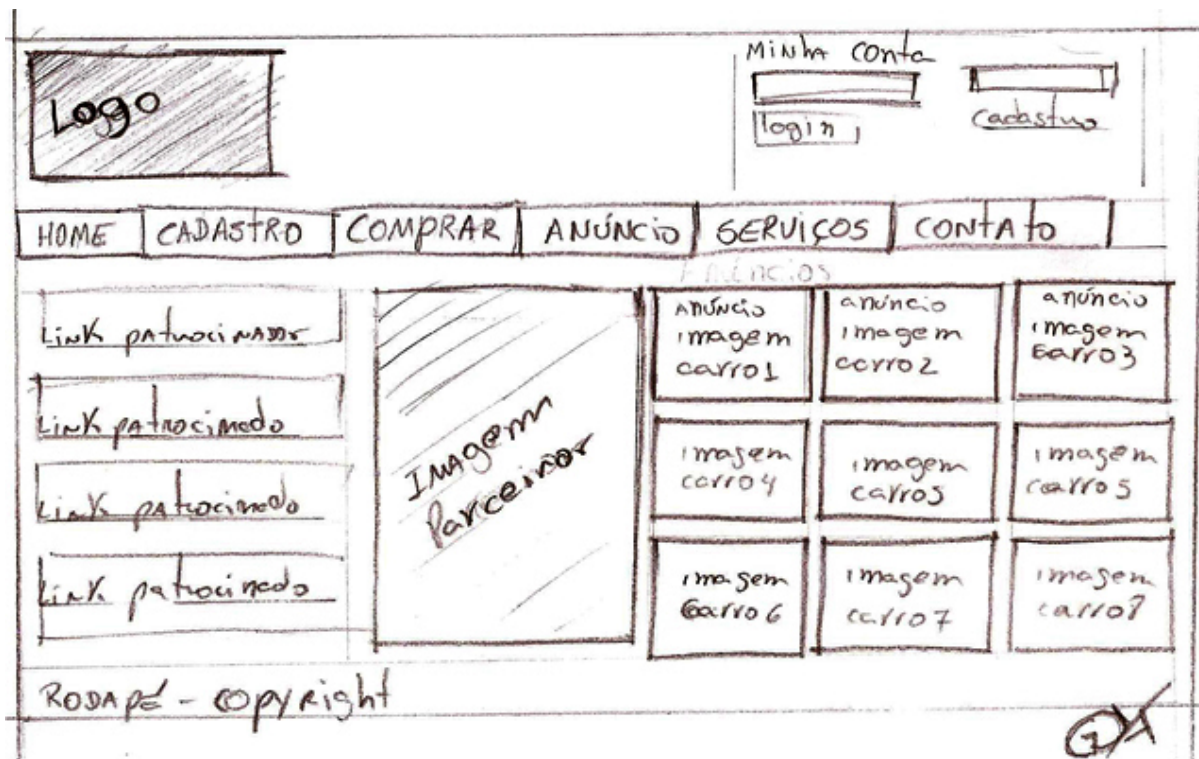 Logo
Minha conta
login
cadastro
HOME CADASTRO COMPRAR ANÚNCIO SERVIÇOS CONTATO
Anúncios
Link patrocinador
Link patrocinado
Link patrocinado
Link patrocinado
Imagem
Parceiror
anúncio
imagem
carro1
anúncio
imagem
carro2
anúncio
imagem
carro3
imagem
carro4
imagem
carro5
imagem
carro5
imagem
carro6
imagem
carro7
imagem
RODAPÉ - copyright